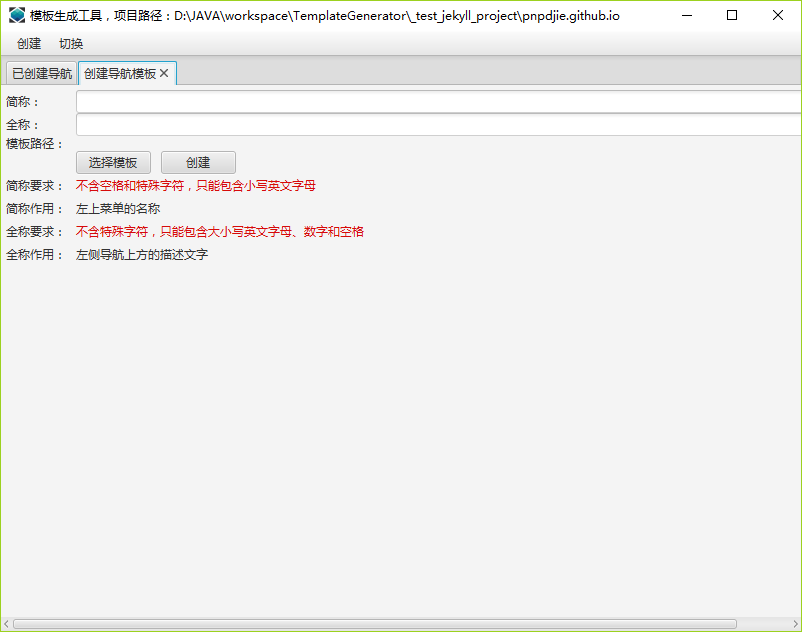 模板生成工具，项目路径：D:\JAVA\workspace\TemplateGenerator\_test_jekyll_project\pnpdjie.github.io
创建 切换
已创建导航 创建导航模板
简称：
全称：
模板路径：
选择模板 创建
简称要求： 不含空格和特殊字符，只能包含小写英文字母
简称作用： 左上菜单的名称
全称要求： 不含特殊字符，只能包含大小写英文字母、数字和空格
全称作用： 左侧导航上方的描述文字